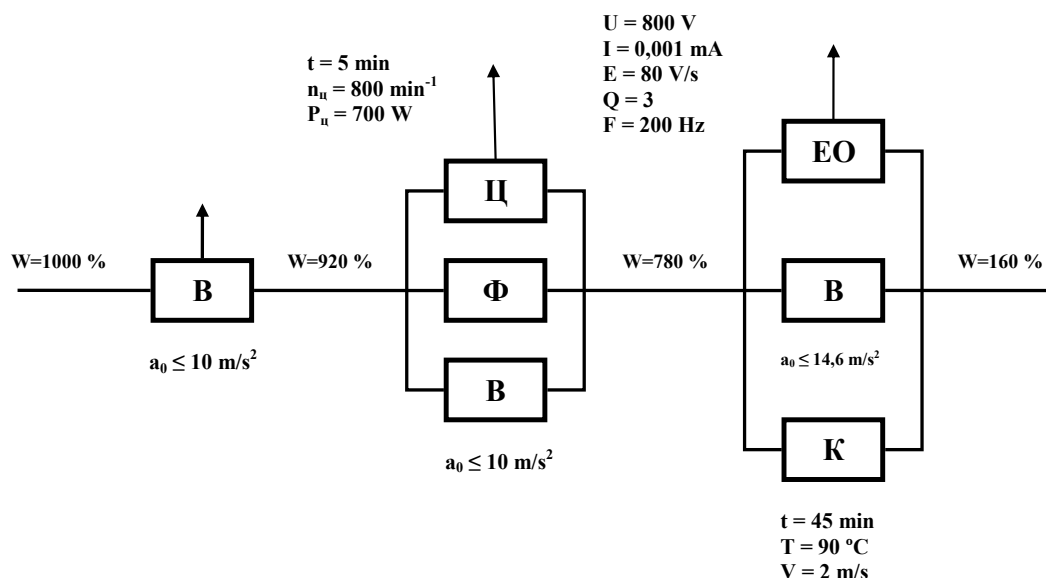 U = 800 V
I = 0,001 mA
E = 80 V/s
Q = 3
F = 200 Hz
t = 5 min
nц = 800 min⁻¹
Pц = 700 W
ЕО
Ц
W=1000 %
W=920 %
W=780 %
W=160 %
В
Ф
В
a₀ ≤ 10 m/s²
a₀ ≤ 14,6 m/s²
В
К
a₀ ≤ 10 m/s²
t = 45 min
T = 90 ºC
V = 2 m/s